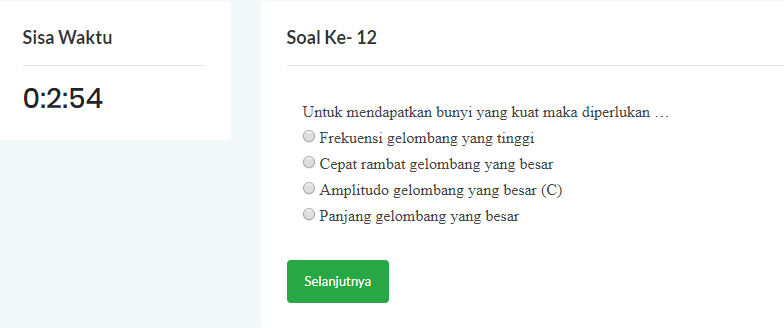 Sisa Waktu
0:2:54
Soal Ke- 12
Untuk mendapatkan bunyi yang kuat maka diperlukan …
Frekuensi gelombang yang tinggi
Cepat rambat gelombang yang besar
Amplitudo gelombang yang besar (C)
Panjang gelombang yang besar
Selanjutnya